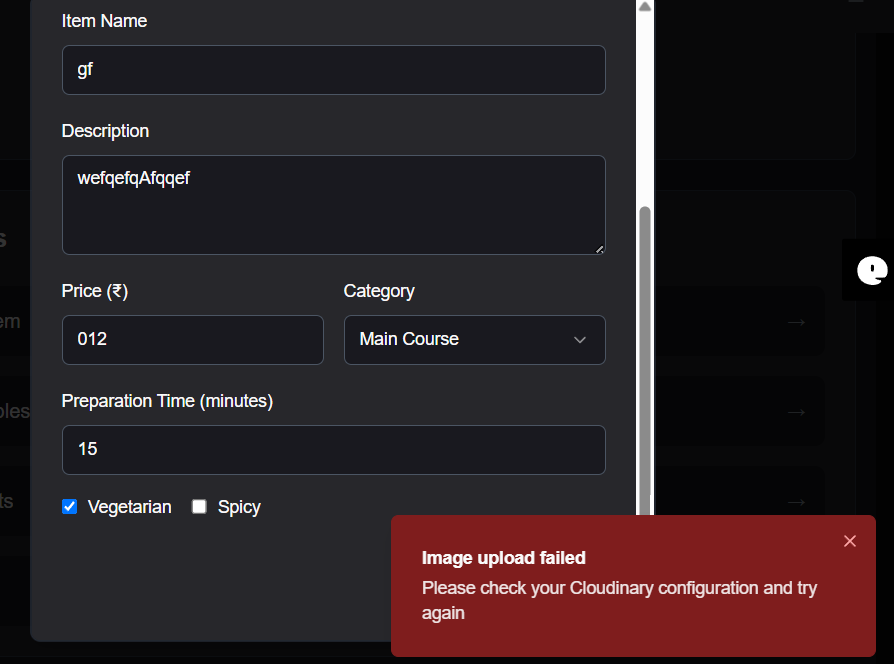 Item Name
gf
Description
wefqefqAfqqef
Price (₹)
Category
012
Main Course
Preparation Time (minutes)
15
Vegetarian
Spicy
Image upload failed
Please check your Cloudinary configuration and try
again
s
em
→
oles
→
ts
→